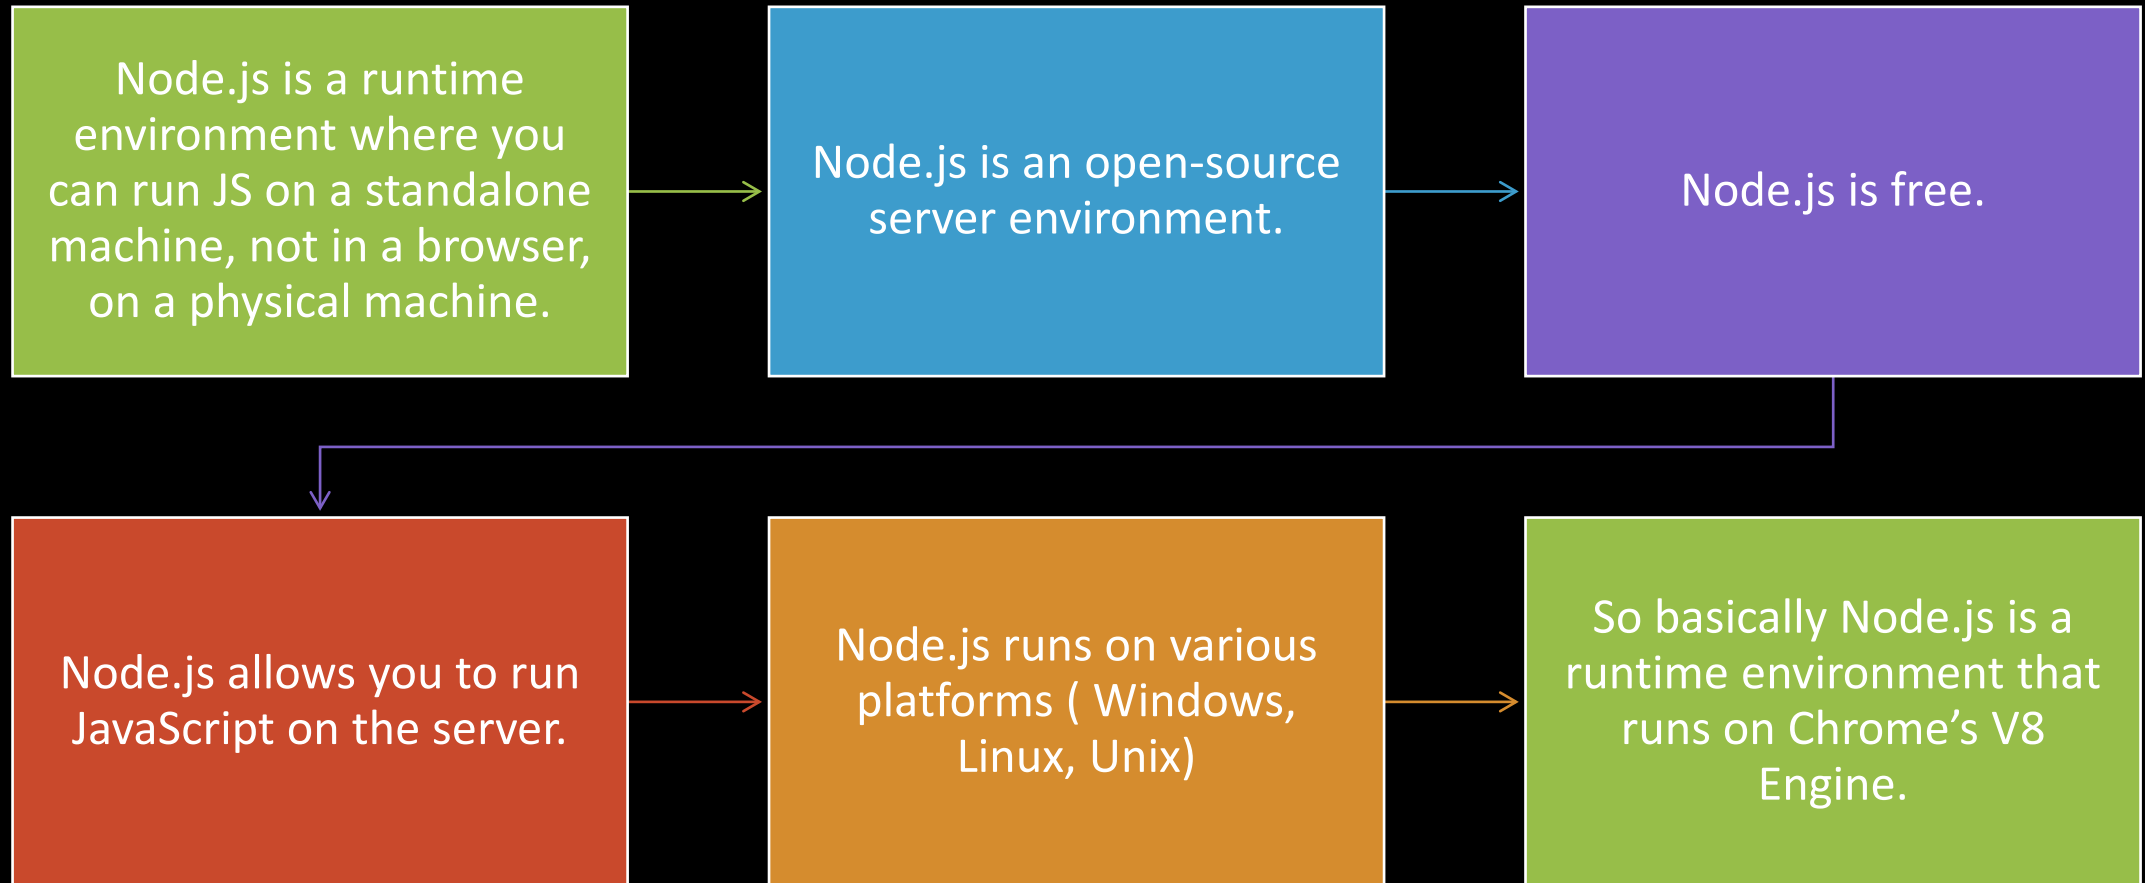 Node.js is a runtime
environment where you
can run JS on a standalone
machine, not in a browser,
on a physical machine.
Node.js is an open-source
server environment.
Node.js is free.
Node.js allows you to run
JavaScript on the server.
Node.js runs on various
platforms ( Windows,
Linux, Unix)
So basically Node.js is a
runtime environment that
runs on Chrome’s V8
Engine.